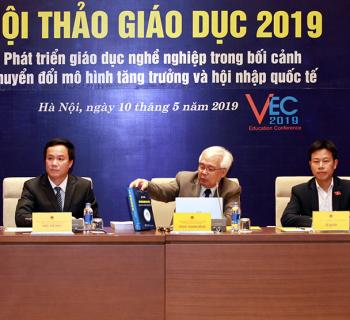 ỘI THẢO GIÁO DỤC 2019
Phát triển giáo dục nghề nghiệp trong bối cảnh
huyển đổi mô hình tăng trưởng và hội nhập quốc tế
Hà Nội, ngày 10 tháng 5 năm 2019
VEC
2019
Education Conference